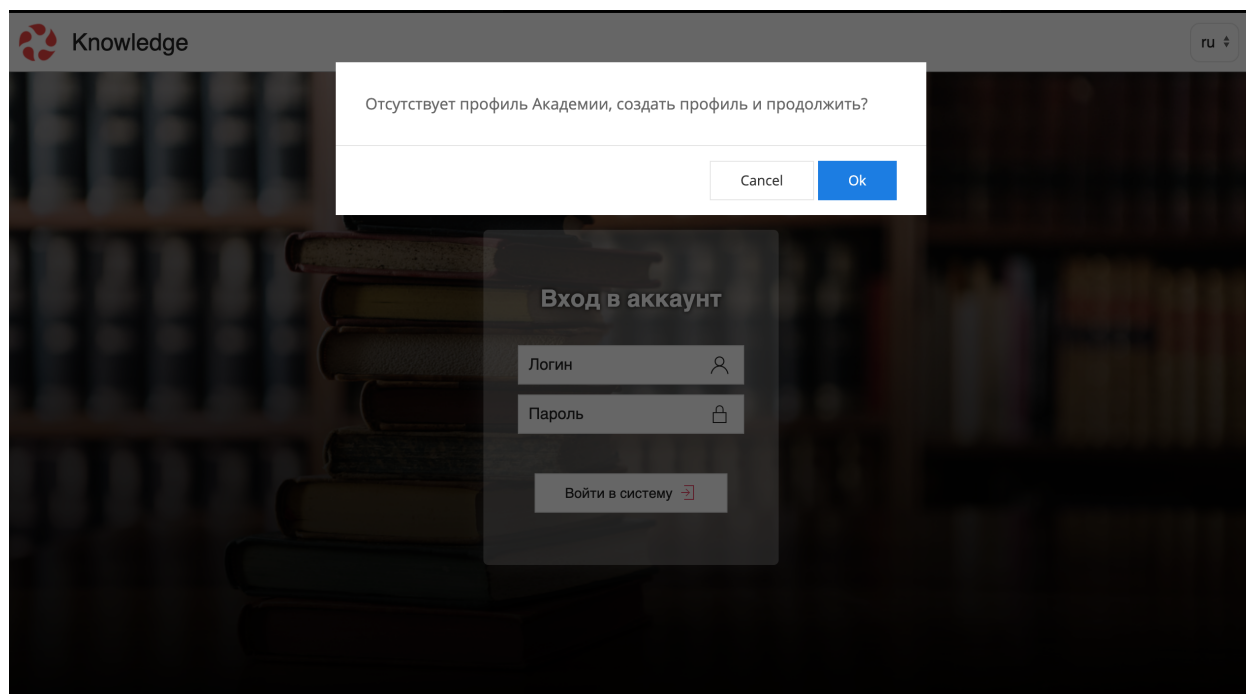 Knowledge
ru
Отсутствует профиль Академии, создать профиль и продолжить?
Cancel
Ok
Вход в аккаунт
Логин
Пароль
Войти в систему